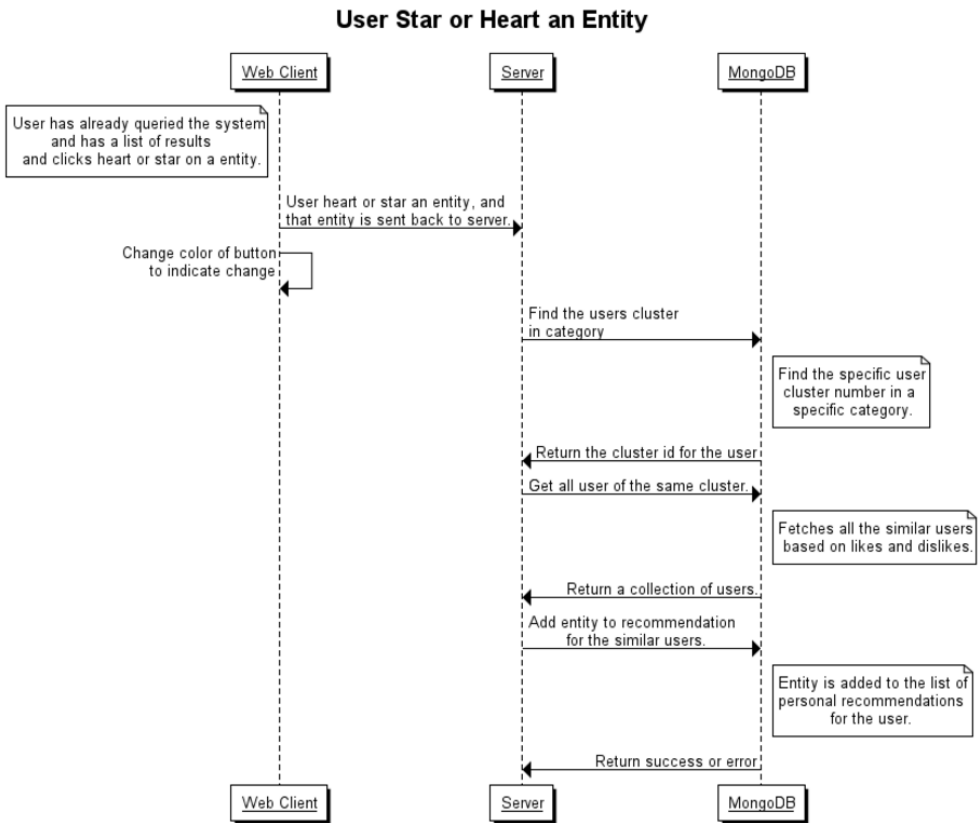 User Star or Heart an Entity
Web Client
Server
MongoDB
User has already queried the system
and has a list of results
and clicks heart or star on a entity.
User heart or star an entity, and
that entity is sent back to server.
Change color of button
to indicate change
Find the users cluster
in category
Find the specific user
cluster number in a
specific category.
Return the cluster id for the user
Get all user of the same cluster.
Fetches all the similar users
based on likes and dislikes.
Return a collection of users.
Add entity to recommendation
for the similar users.
Entity is added to the list of
personal recommendations
for the user.
Return success or error
Web Client
Server
MongoDB